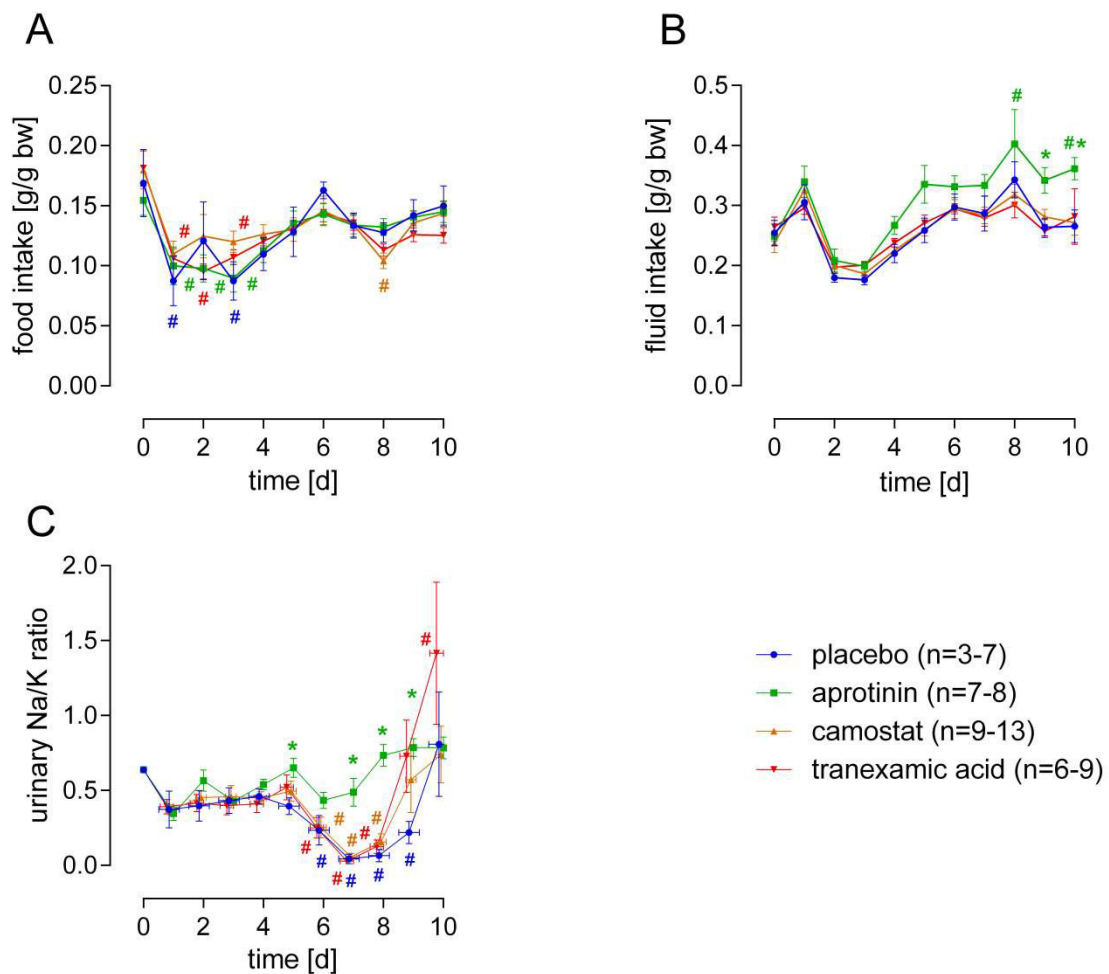 A
food intake [g/g bw]
0.25
0.20
0.15
0.10
0.05
0.00
# # # # # # # # #
0 2 4 6 8 10
time [d]
B
fluid intake [g/g bw]
0.5
0.4
0.3
0.2
0.1
0.0
# * #*
0 2 4 6 8 10
time [d]
C
urinary Na/K ratio
2.0
1.5
1.0
0.5
0.0
* * * * # # # # # # # # # # #
0 2 4 6 8 10
time [d]
placebo (n=3-7)
aprotinin (n=7-8)
camostat (n=9-13)
tranexamic acid (n=6-9)